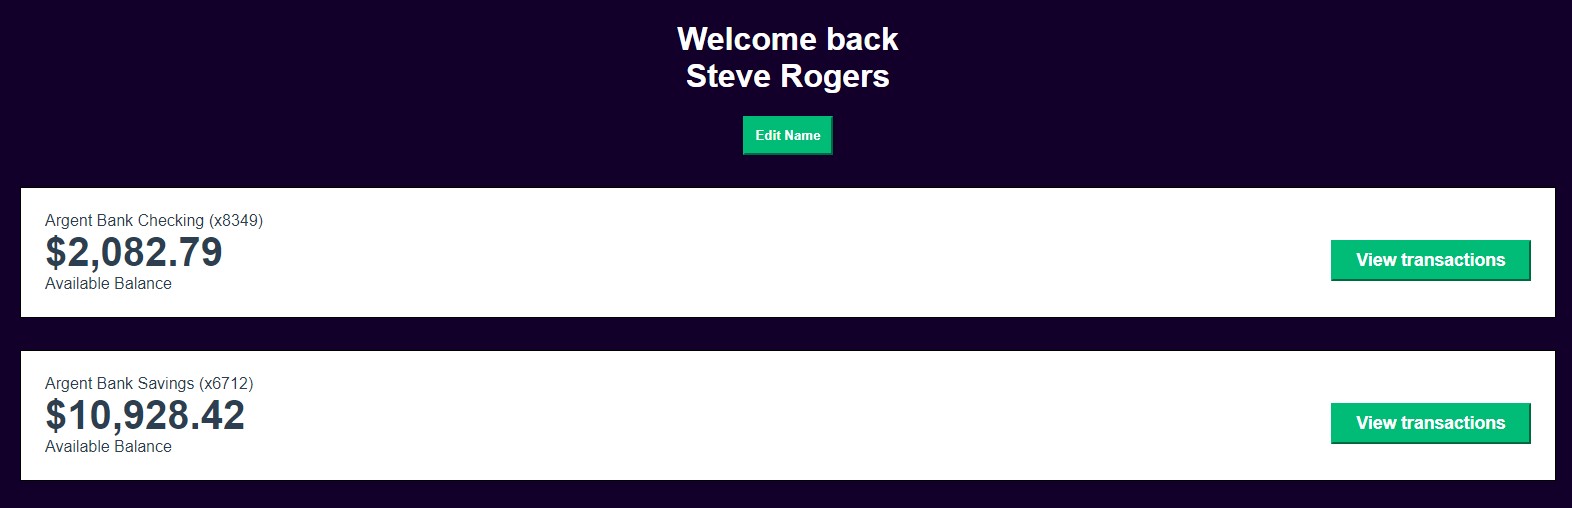 Welcome back
Steve Rogers
Edit Name
Argent Bank Checking (x8349)
$2,082.79
Available Balance
View transactions
Argent Bank Savings (x6712)
$10,928.42
Available Balance
View transactions